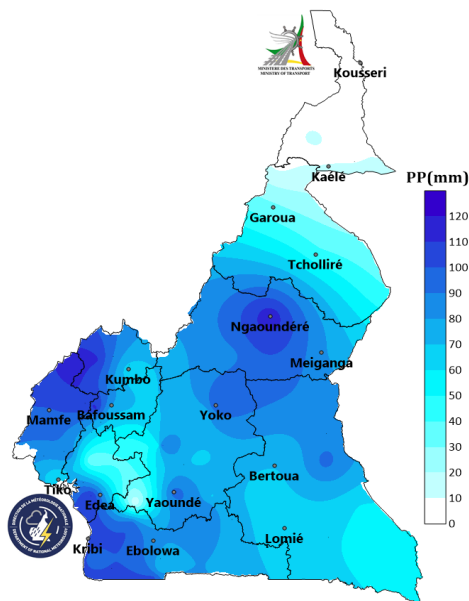 MINISTERE DES TRANSPORTS
MINISTRY OF TRANSPORT
Kousseri
Kaélé
PP(mm)
Garoua
120
110
Tcholliré
100
90
Ngaoundéré
80
70
Meiganga
60
Kumbo
50
Mamfe
Bafoussam
Yoko
40
30
20
Bertoua
10
Tiko
Edea
Yaoundé
0
Kribi
Ebolowa
Lomié